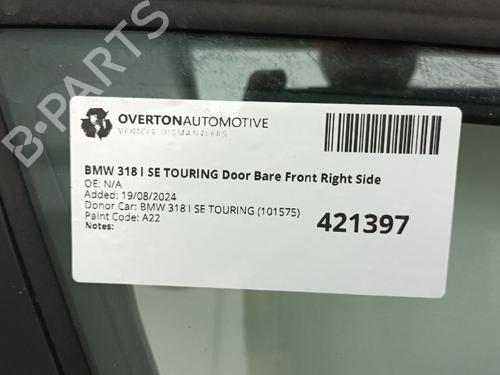 B-PARTS
OVERTONAUTOMOTIVE
VEHICLE DISMANTLERS
BMW 318 I SE TOURING Door Bare Front Right Side
OE: N/A
Added: 19/08/2024
Donor Car: BMW 318 I SE TOURING (101575)
Paint Code: A22
Notes:
421397